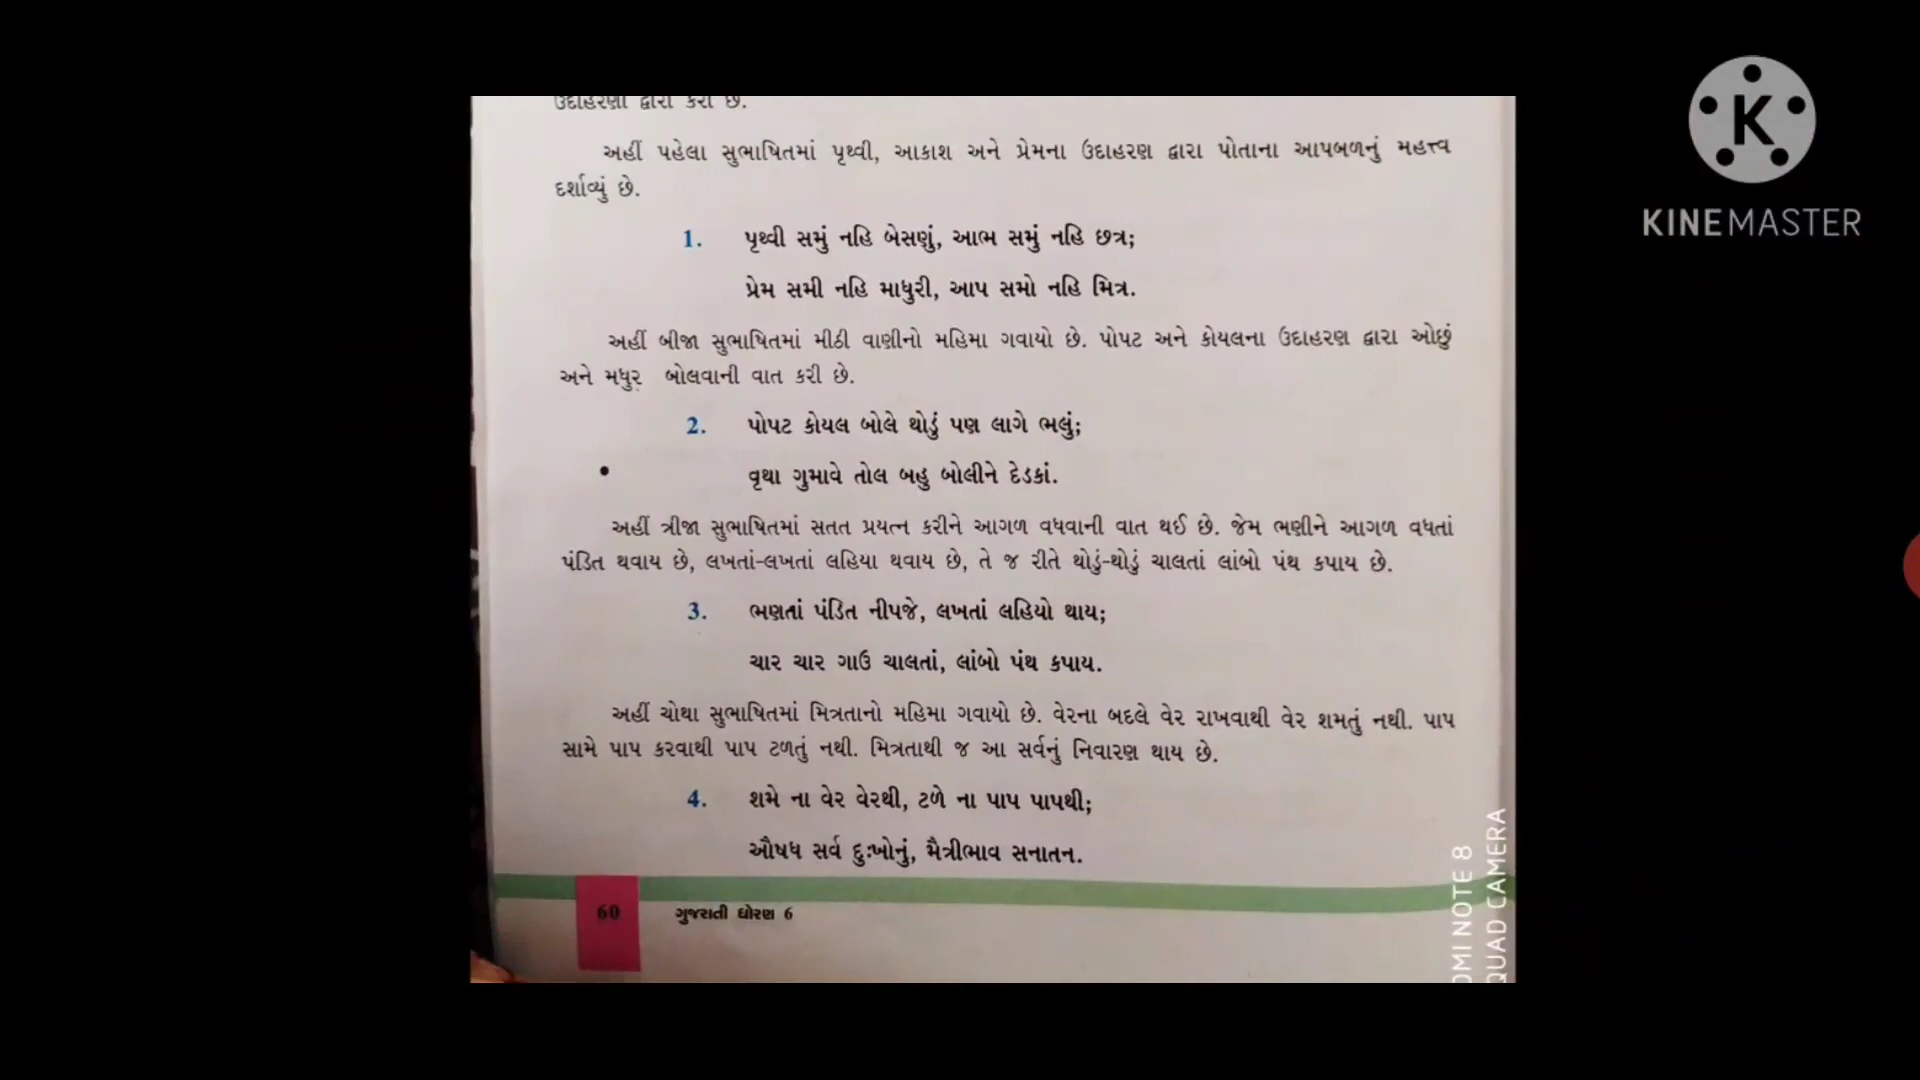 ઉદાહરણો દ્વારા કરી છે.
અહીં પહેલા સુભાષિતમાં પૃથ્વી, આકાશ અને પ્રેમના ઉદાહરણ દ્વારા પોતાના આપબળનું મહત્ત્વ
દર્શાવ્યું છે.
1. પૃથ્વી સમું નહિ બેસણું, આભ સમું નહિ છત્ર;
પ્રેમ સમી નહિ માધુરી, આપ સમો નહિ મિત્ર.
અહીં બીજા સુભાષિતમાં મીઠી વાણીનો મહિમા ગવાયો છે. પોપટ અને કોયલના ઉદાહરણ દ્વારા ઓછું
અને મધુર બોલવાની વાત કરી છે.
2. પોપટ કોયલ બોલે થોડું પણ લાગે ભલું;
• વૃથા ગુમાવે તોલ બહુ બોલીને દેડકાં.
અહીં ત્રીજા સુભાષિતમાં સતત પ્રયત્ન કરીને આગળ વધવાની વાત થઈ છે. જેમ ભણીને આગળ વધતાં
પંડિત થવાય છે, લખતાં-લખતાં લહિયા થવાય છે, તે જ રીતે થોડું-થોડું ચાલતાં લાંબો પંથ કપાય છે.
3. ભણતાં પંડિત નીપજે, લખતાં લહિયો થાય;
ચાર ચાર ગાઉ ચાલતાં, લાંબો પંથ કપાય.
અહીં ચોથા સુભાષિતમાં મિત્રતાનો મહિમા ગવાયો છે. વેરના બદલે વેર રાખવાથી વેર શમતું નથી. પાપ
સામે પાપ કરવાથી પાપ ટળતું નથી. મિત્રતાથી જ આ સર્વનું નિવારણ થાય છે.
4. શમે ના વેર વેરથી, ટળે ના પાપ પાપથી;
ઔષધ સર્વ દુઃખોનું, મૈત્રીભાવ સનાતન.
60 ગુજરાતી ધોરણ 6
K
KINEMASTER
OMI NOTE 8
QUAD CAMERA